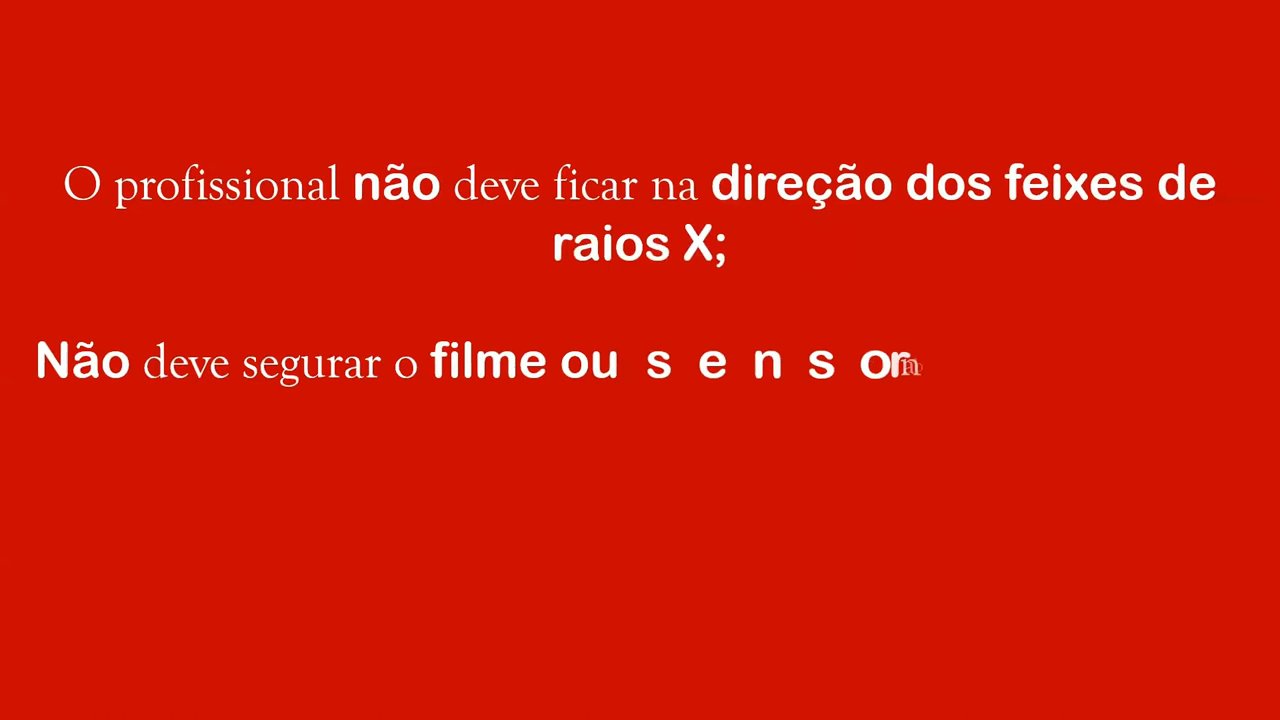 O profissional não deve ficar na direção dos feixes de
raios X;
Não deve segurar o filme ou sensor